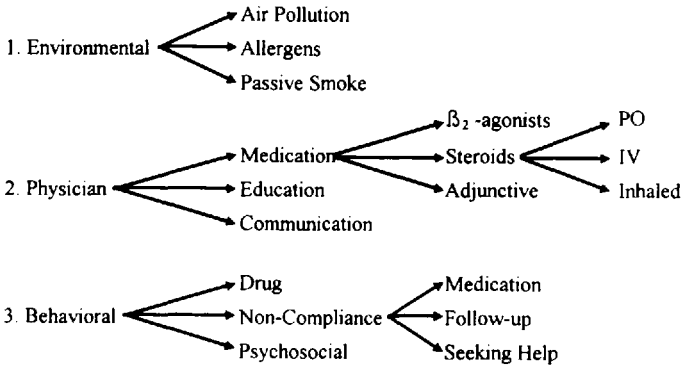 Air Pollution
1. Environmental Allergens
Passive Smoke
ß₂ -agonists PO
Medication Steroids IV
2. Physician Education Adjunctive Inhaled
Communication
Drug Medication
3. Behavioral Non-Compliance Follow-up
Psychosocial Seeking Help